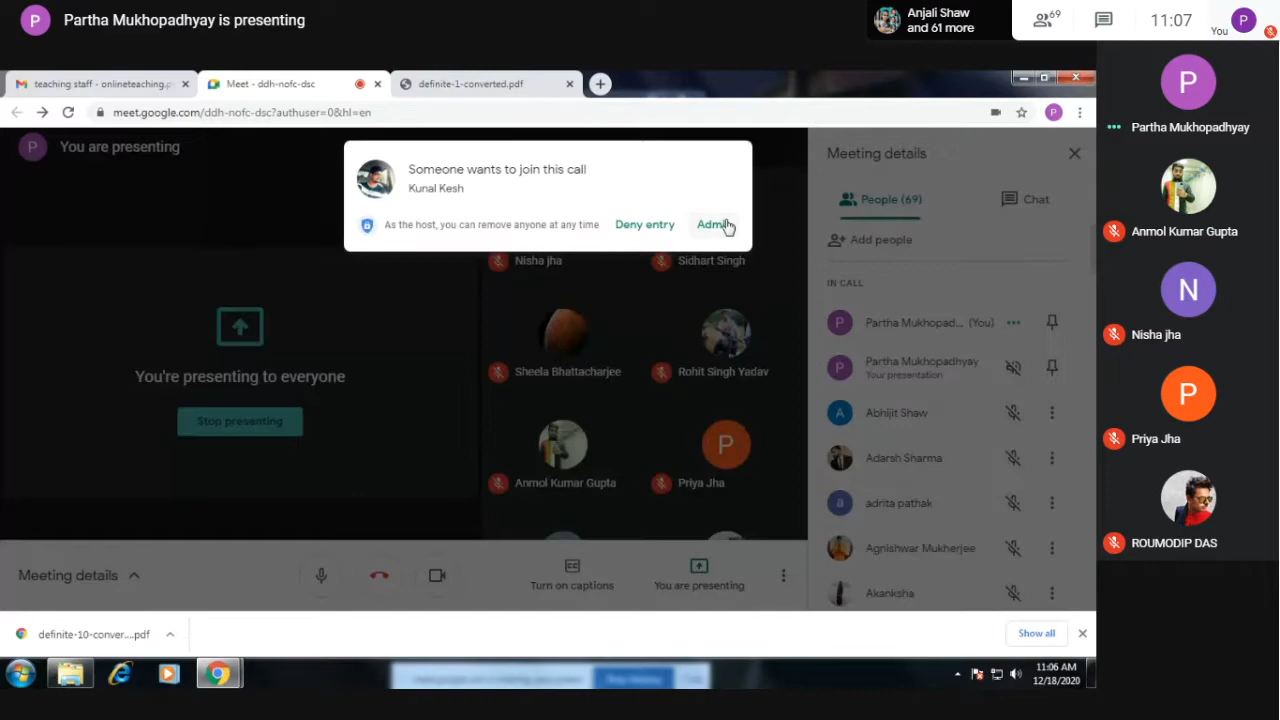 P
Partha Mukhopadhyay is presenting
Anjali Shaw
and 61 more
69
11:07
You
P
teaching staff - onlineteaching.p
Meet - ddh-nofc-dsc
definite-1-converted.pdf
meet.google.com/ddh-nofc-dsc?authuser=0&hl=en
P
P
You are presenting
Someone wants to join this call
Kunal Kesh
As the host, you can remove anyone at any time
Deny entry
Admit
Nisha jha
Sidhart Singh
You're presenting to everyone
Stop presenting
Sheela Bhattacharjee
Rohit Singh Yadav
P
Anmol Kumar Gupta
Priya Jha
Meeting details
People (69)
Chat
Add people
IN CALL
P
Partha Mukhopad... (You)
P
Partha Mukhopadhyay
Your presentation
A
Abhijit Shaw
Adarsh Sharma
a
adrita pathak
Agnishwar Mukherjee
Akanksha
Meeting details
CC
Turn on captions
You are presenting
P
Partha Mukhopadhyay
Anmol Kumar Gupta
N
Nisha jha
P
Priya Jha
ROUMODIP DAS
definite-10-conver....pdf
Show all
11:06 AM
12/18/2020